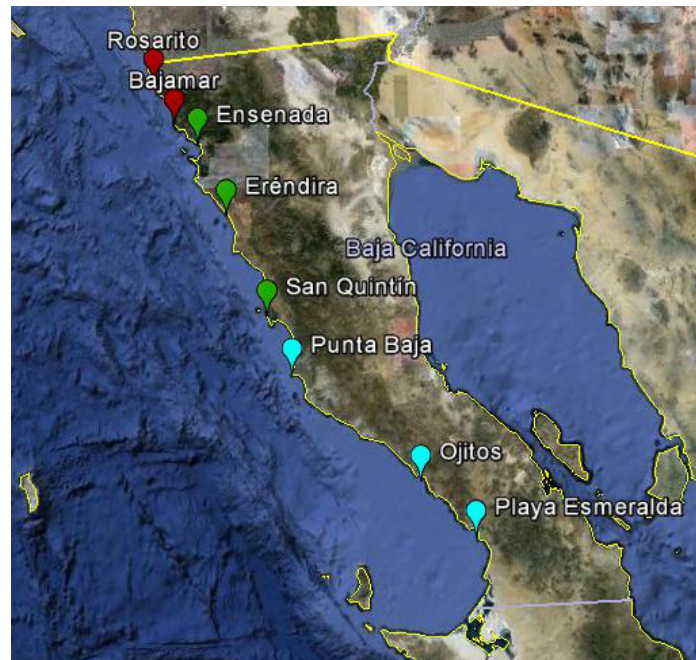 Rosarito
Bajamar
Ensenada
Eréndira
Baja California
San Quintín
Punta Baja
Ojitos
Playa Esmeralda